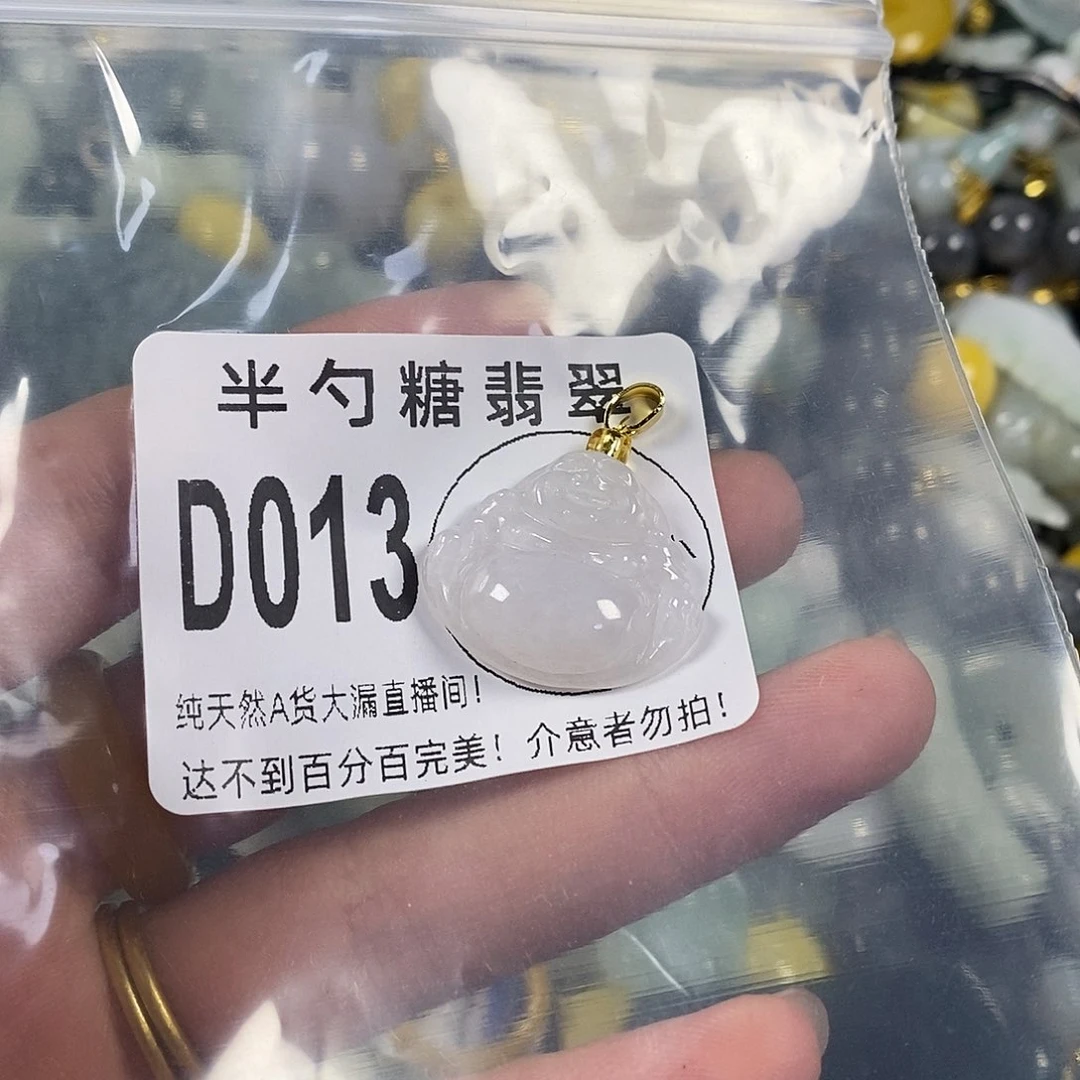 半勺糖翡翠
D013
纯天然A货大漏直播间！
达不到百分百完美！介意者勿拍！